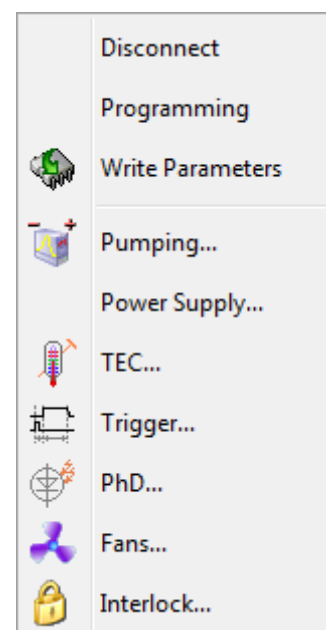 Disconnect
Programming
Write Parameters
Pumping...
Power Supply...
TEC...
Trigger...
PhD...
Fans...
Interlock...